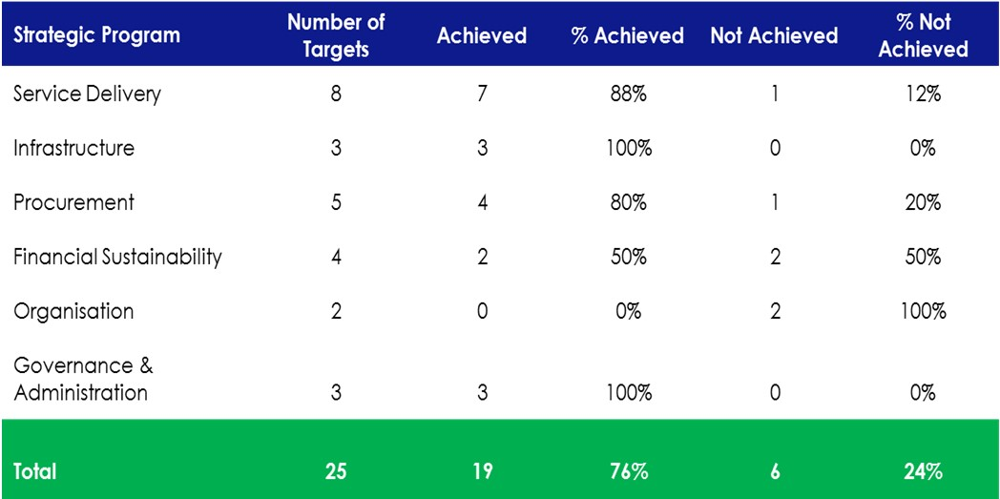 Strategic Program Number of Targets Achieved % Achieved Not Achieved % Not Achieved
Service Delivery 8 7 88% 1 12%
Infrastructure 3 3 100% 0 0%
Procurement 5 4 80% 1 20%
Financial Sustainability 4 2 50% 2 50%
Organisation 2 0 0% 2 100%
Governance &
Administration 3 3 100% 0 0%
Total 25 19 76% 6 24%